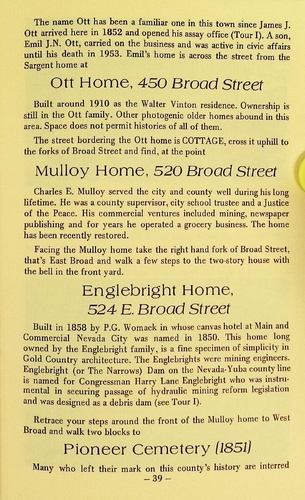 The name Ott has been a familiar one in this town since James J.
Ott arrived here in 1852 and opened his assay office (Tour I). A son,
Emil J.N. Ott, carried on the business and was active in civic affairs
until his death in 1953. Emil's home is across the street from the
Sargent home at
Ott Home, 450 Broad Street
Built around 1910 as the Walter Vinton residence. Ownership is
still in the Ott family. Other photogenic older homes abound in this
area. Space does not permit histories of all of them.
The street bordering the Ott home is COTTAGE, cross it uphill to
the forks of Broad Street and find, at the point
Mulloy Home, 520 Broad Street
Charles E. Mulloy served the city and county well during his long
lifetime. He was a county supervisor, city school trustee and a Justice
of the Peace. His commercial ventures included mining, newspaper
publishing and for years he operated a grocery business. The home
has been recently restored.
Facing the Mulloy home take the right hand fork of Broad Street,
that's East Broad and walk a few steps to the two-story house with
the bell in the front yard.
Englebright Home,
524 E. Broad Street
Built in 1858 by P.G. Womack in whose canvas hotel at Main and
Commercial Nevada City was named in 1850. This home long
owned by the Englebright family, is a fine specimen of simplicity in
Gold Country architecture. The Englebrights were mining engineers.
Englebright (or The Narrows) Dam on the Nevada-Yuba county line
is named for Congressman Harry Lane Englebright who was instru-
mental in securing passage of hydraulic mining reform legislation
and was designed as a debris dam (see Tour I).
Retrace your steps around the front of the Mulloy home to West
Broad and walk two blocks to
Pioneer Cemetery (1851)
Many who left their mark on this county's history are interred
– 39 –